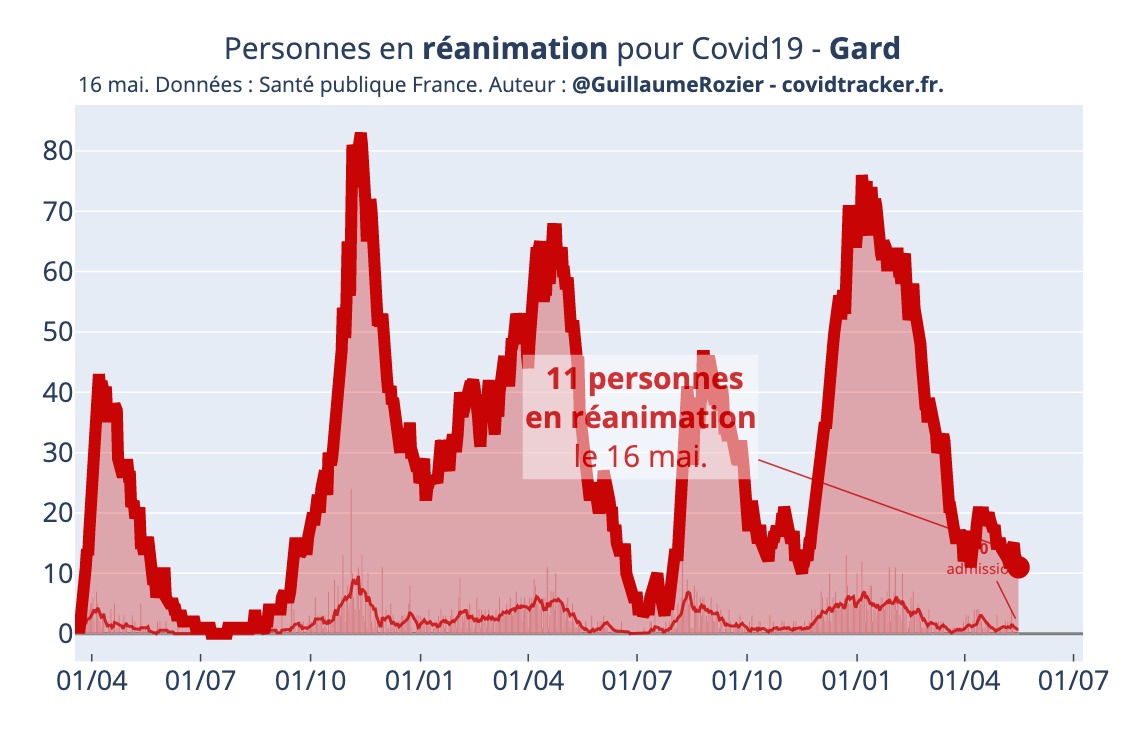 Personnes en réanimation pour Covid19 - Gard
16 mai. Données : Santé publique France. Auteur : @GuillaumeRozier - covidtracker.fr.
80
70
60
50
40
30
20
10
0
11 personnes
en réanimation
le 16 mai.
0
01/04 01/07 01/10 01/01 01/04 01/07 01/10 01/01 01/04 01/07